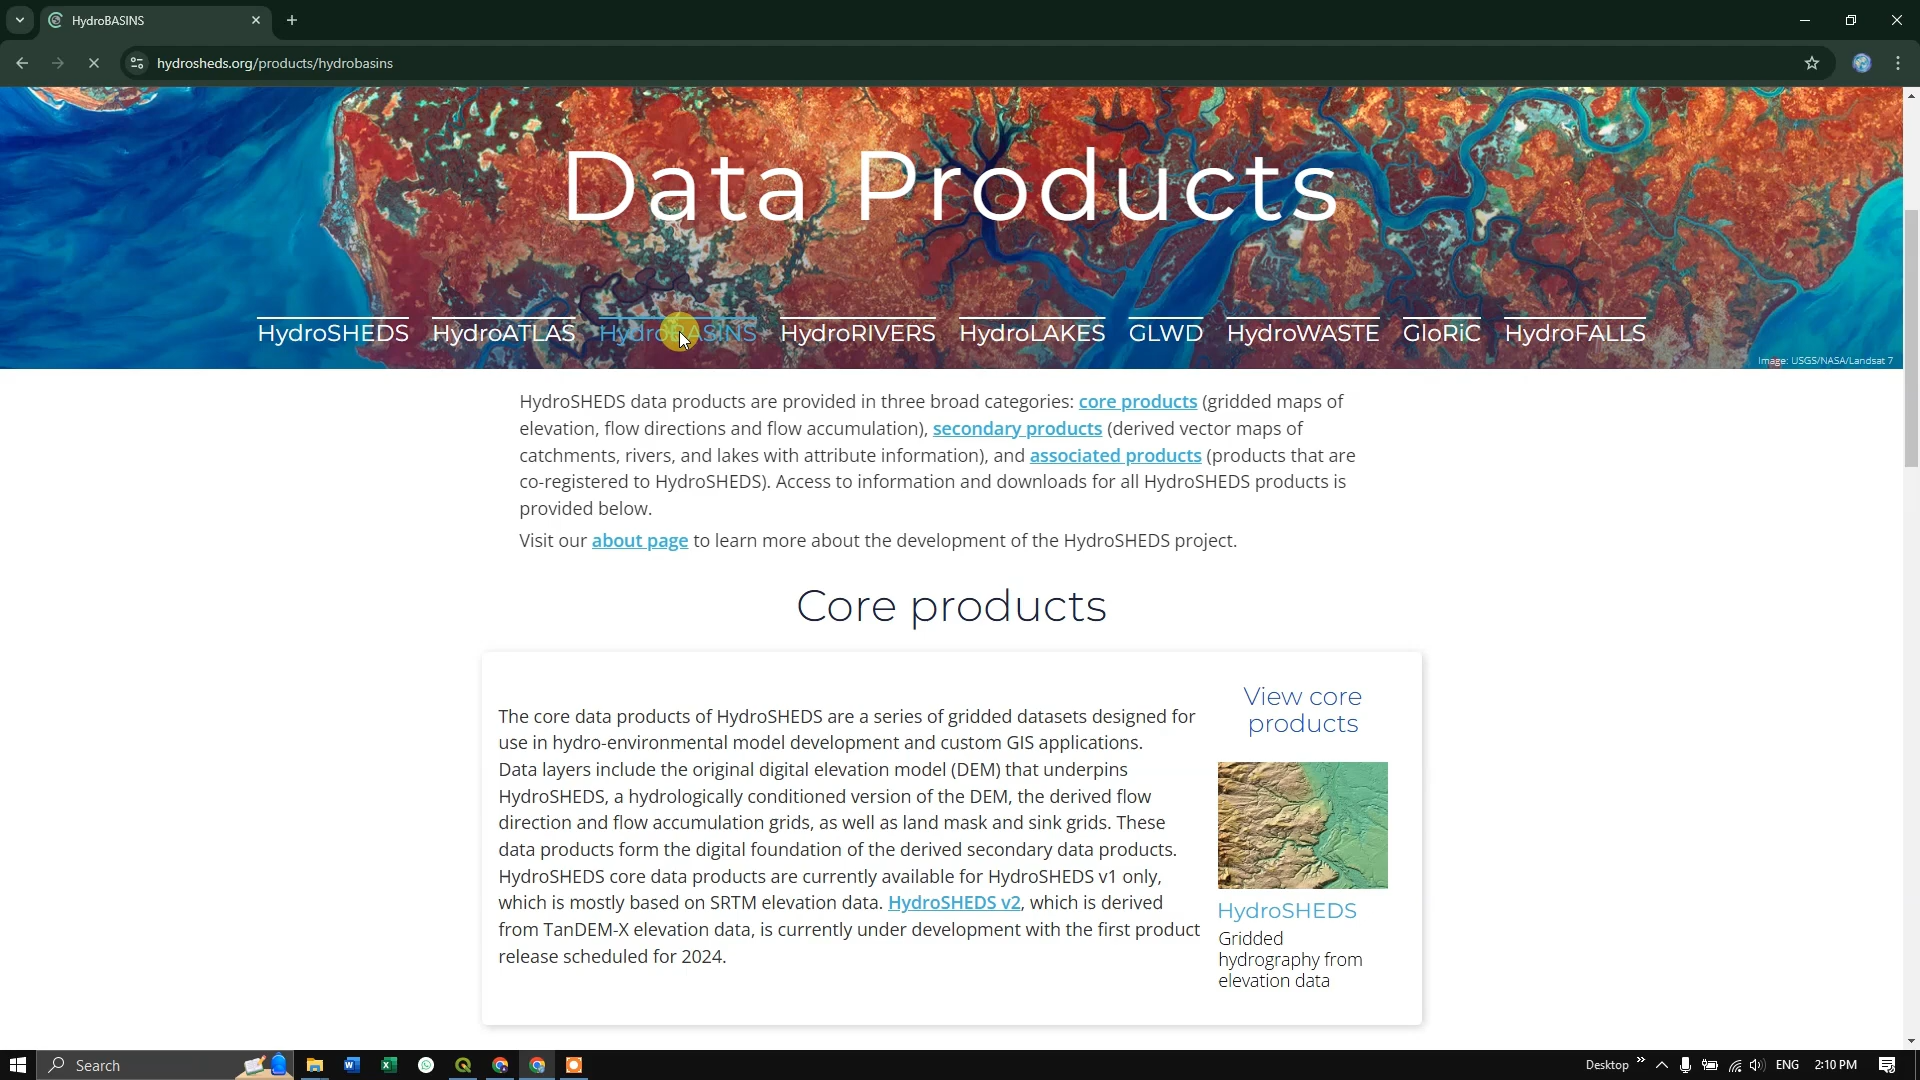 HydroBASINS
hydrosheds.org/products/hydrobasins
Data Products
HydroSHEDS HydroATLAS HydroBASINS HydroRIVERS HydroLAKES GLWD HydroWASTE GloRiC HydroFALLS
Image: USGS/NASA/Landsat 7
HydroSHEDS data products are provided in three broad categories: core products (gridded maps of
elevation, flow directions and flow accumulation), secondary products (derived vector maps of
catchments, rivers, and lakes with attribute information), and associated products (products that are
co-registered to HydroSHEDS). Access to information and downloads for all HydroSHEDS products is
provided below.
Visit our about page to learn more about the development of the HydroSHEDS project.
Core products
The core data products of HydroSHEDS are a series of gridded datasets designed for
use in hydro-environmental model development and custom GIS applications.
Data layers include the original digital elevation model (DEM) that underpins
HydroSHEDS, a hydrologically conditioned version of the DEM, the derived flow
direction and flow accumulation grids, as well as land mask and sink grids. These
data products form the digital foundation of the derived secondary data products.
HydroSHEDS core data products are currently available for HydroSHEDS v1 only,
which is mostly based on SRTM elevation data. HydroSHEDS v2, which is derived
from TanDEM-X elevation data, is currently under development with the first product
release scheduled for 2024.
View core
products
HydroSHEDS
Gridded
hydrography from
elevation data
Search
Desktop
ENG
2:10 PM